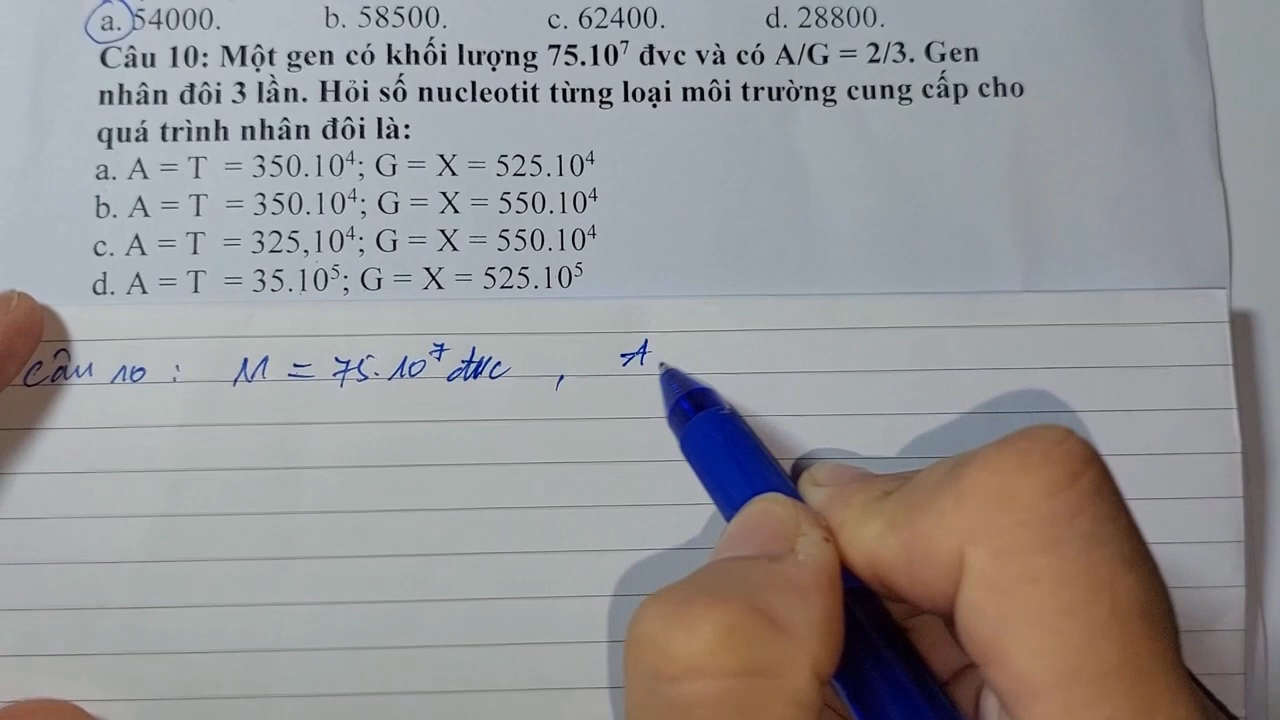 a. 54000. b. 58500. c. 62400. d. 28800.
Câu 10: Một gen có khối lượng 75.10⁷ đvc và có A/G = 2/3. Gen
nhân đôi 3 lần. Hỏi số nucleotit từng loại môi trường cung cấp cho
quá trình nhân đôi là:
a. A = T = 350.10⁴; G = X = 525.10⁴
b. A = T = 350.10⁴; G = X = 550.10⁴
c. A = T = 325,10⁴; G = X = 550.10⁴
d. A = T = 35.10⁵; G = X = 525.10⁵
Câu 10 : M = 75.10⁷ đvc , A